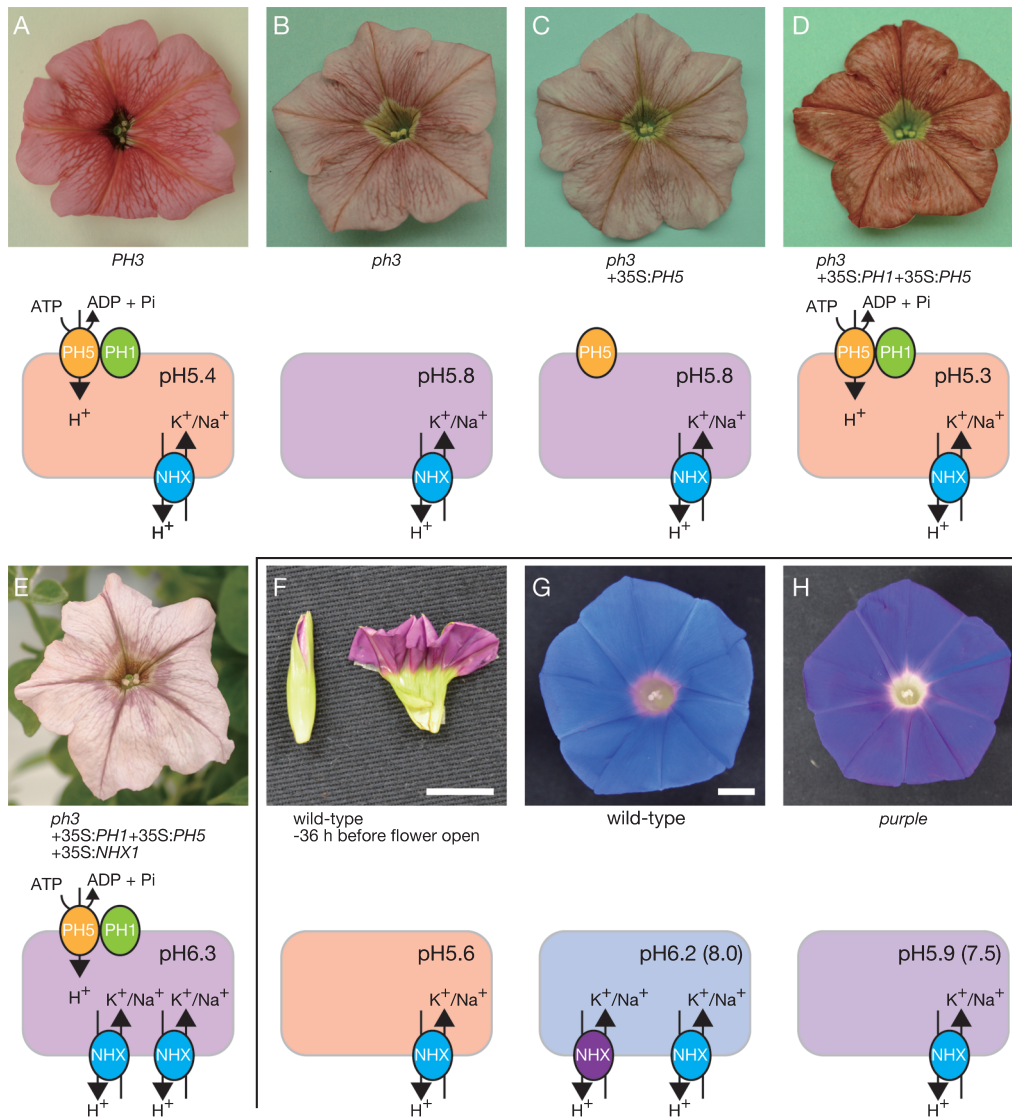 A
B
C
D
PH3
ph3
ph3
+35S:PH5
ph3
+35S:PH1+35S:PH5
ATP
ADP + Pi
PH5
PH1
pH5.4
H+
K+/Na+
NHX
H+
pH5.8
K+/Na+
NHX
H+
PH5
pH5.8
K+/Na+
NHX
H+
ATP
ADP + Pi
PH5
PH1
pH5.3
H+
K+/Na+
NHX
H+
E
F
G
H
ph3
+35S:PH1+35S:PH5
+35S:NHX1
wild-type
-36 h before flower open
wild-type
purple
ATP
ADP + Pi
PH5
PH1
pH6.3
H+
K+/Na+
K+/Na+
NHX
NHX
H+
H+
pH5.6
K+/Na+
NHX
H+
pH6.2 (8.0)
K+/Na+
K+/Na+
NHX
NHX
H+
H+
pH5.9 (7.5)
K+/Na+
NHX
H+